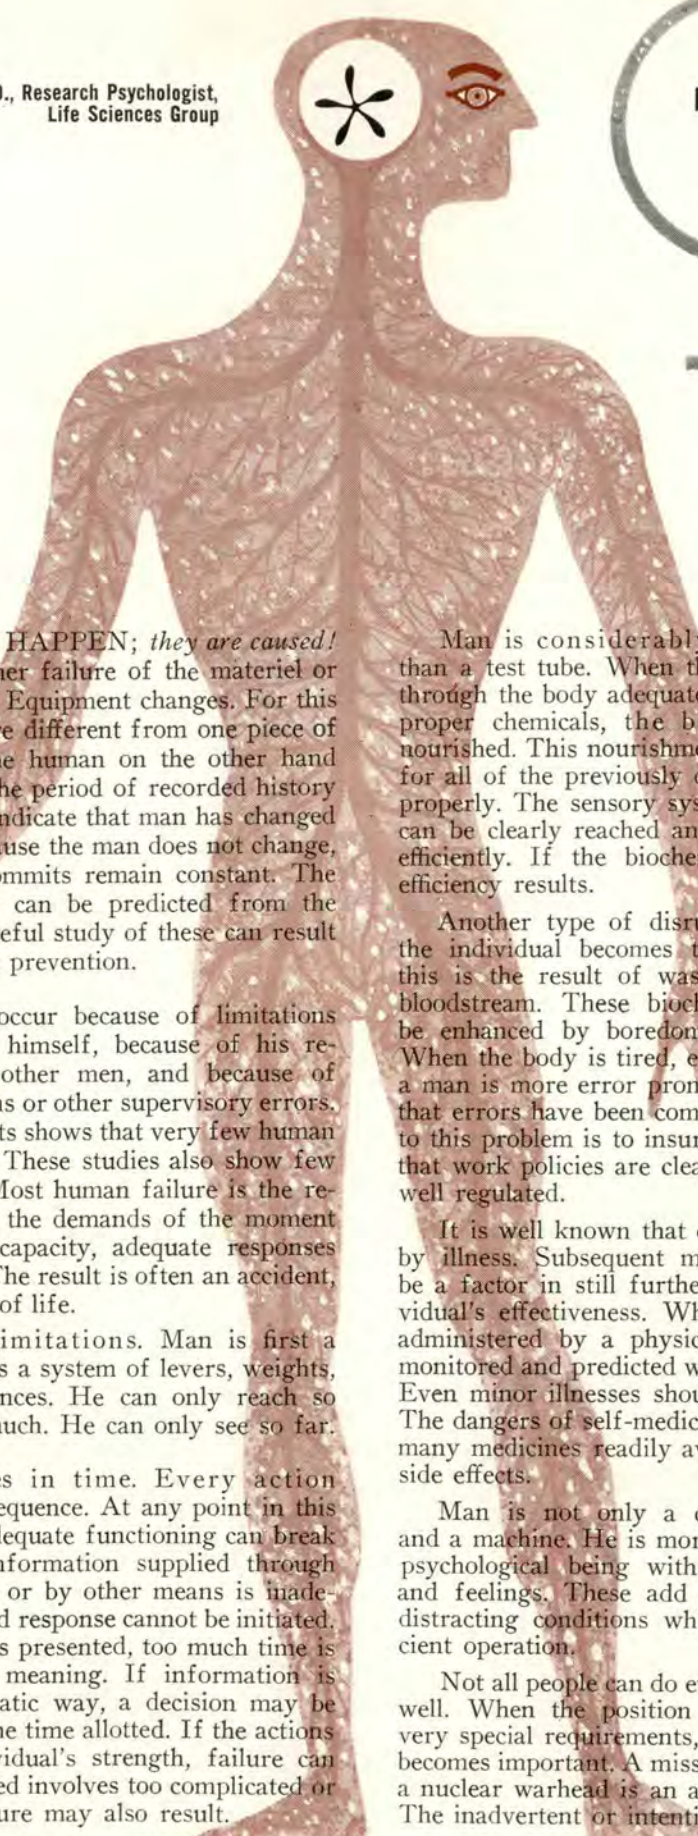 , Research Psychologist,
Life Sciences Group
HAPPEN; they are caused!
her failure of the materiel or
Equipment changes. For this
re different from one piece of
e human on the other hand
he period of recorded history
ndicate that man has changed
use the man does not change,
ommits remain constant. The
can be predicted from the
eful study of these can result
prevention.
occur because of limitations
himself, because of his re-
other men, and because of
ns or other supervisory errors.
ts shows that very few human
These studies also show few
Most human failure is the re-
the demands of the moment
capacity, adequate responses
The result is often an accident,
of life.
imitations. Man is first a
s a system of levers, weights,
nces. He can only reach so
uch. He can only see so far.
es in time. Every action
equence. At any point in this
dequate functioning can break
nformation supplied through
or by other means is inade-
d response cannot be initiated.
s presented, too much time is
meaning. If information is
atic way, a decision may be
he time allotted. If the actions
vidual's strength, failure can
ed involves too complicated or
ure may also result.
Man is considerably
than a test tube. When th
through the body adequate
proper chemicals, the b
nourished. This nourishme
for all of the previously
properly. The sensory sys
can be clearly reached an
efficiently. If the bioche
efficiency results.
Another type of disru
the individual becomes t
this is the result of was
bloodstream. These bioch
be enhanced by boredom
When the body is tired, e
a man is more error pron
that errors have been com
to this problem is to insur
that work policies are clea
well regulated.
It is well known that
by illness. Subsequent m
be a factor in still furthe
vidual's effectiveness. Wh
administered by a physic
monitored and predicted w
Even minor illnesses shou
The dangers of self-medic
many medicines readily av
side effects.
Man is not only a
and a machine. He is mor
psychological being with
and feelings. These add
distracting conditions wh
cient operation.
Not all people can do ev
well. When the position
very special requirements,
becomes important. A miss
a nuclear warhead is an a
The inadvertent or intenti